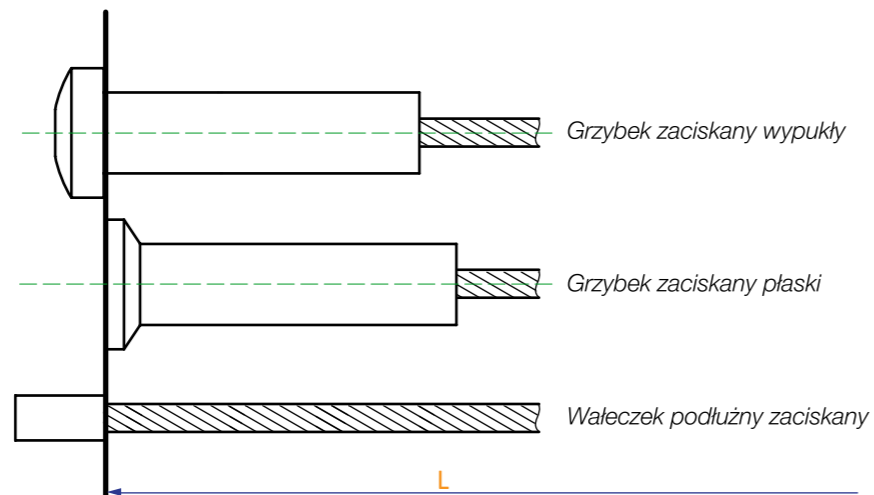 Grzybek zaciskany wypukły
Grzybek zaciskany płaski
Wałeczek podłużny zaciskany
L